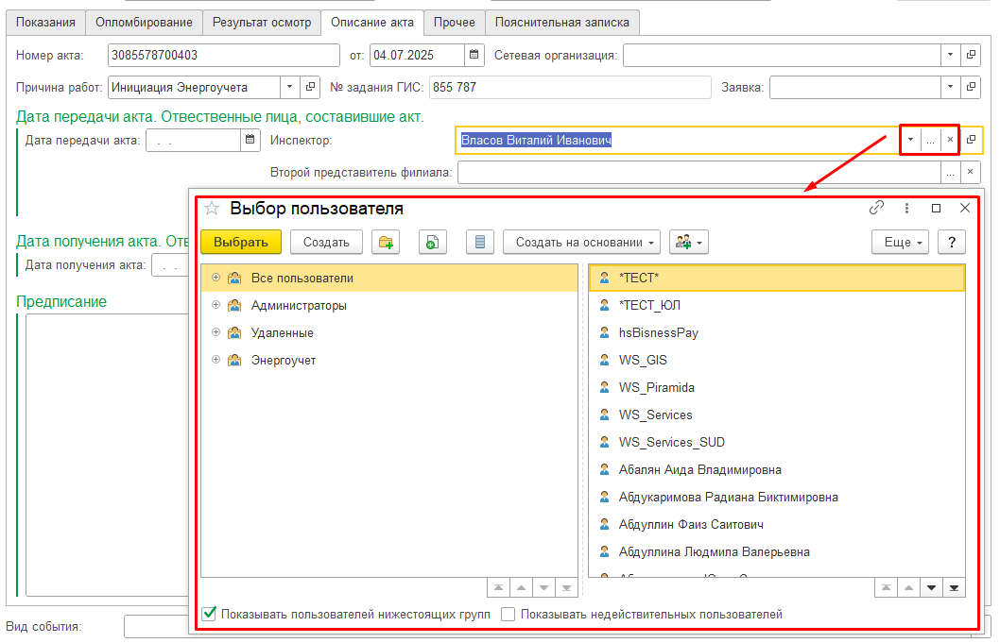 Показания Опломбирование Результат осмотр Описание акта Прочее Пояснительная записка
Номер акта: 3085578700403 от: 04.07.2025 Сетевая организация:
Причина работ: Инициация Энергоучета № задания ГИС: 855 787 Заявка:
Дата передачи акта. Отвественные лица, составившие акт.
Дата передачи акта: . . Инспектор: Власов Виталий Иванович ...
Второй представитель филиала: ...
Выбор пользователя
Дата получения акта. Отв
Выбрать Создать Создать на основании Еще ?
Дата получения акта: . .
Все пользователи
Администраторы
Удаленные
Энергоучет
*ТЕСТ*
*ТЕСТ_ЮЛ
hsBisnessPay
WS_GIS
WS_Piramida
WS_Services
WS_Services_SUD
Абалян Аида Владимировна
Абдукаримова Радиана Биктимировна
Абдуллин Фаиз Саитович
Абдуллина Людмила Валерьевна
Предписание
Показывать пользователей нижестоящих групп Показывать недействительных пользователей
Вид события: